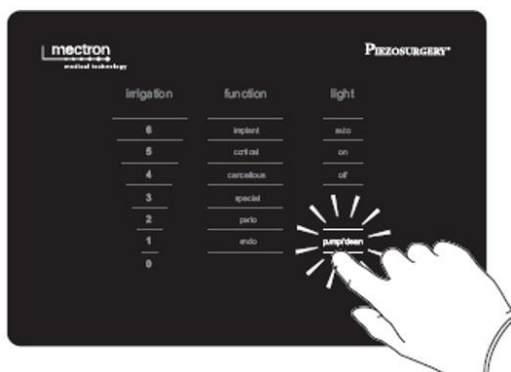 mectron
medical technology
PIEZOSURGERY®
irrigation function light
6 implant auto
5 cortical on
4 cancellous off
3 special
2 perio
1 endo pump/clean
0